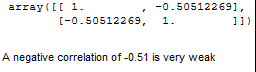 array([[ 1.        , -0.50512269],
       [-0.50512269,  1.        ]])
A negative correlation of -0.51 is very weak